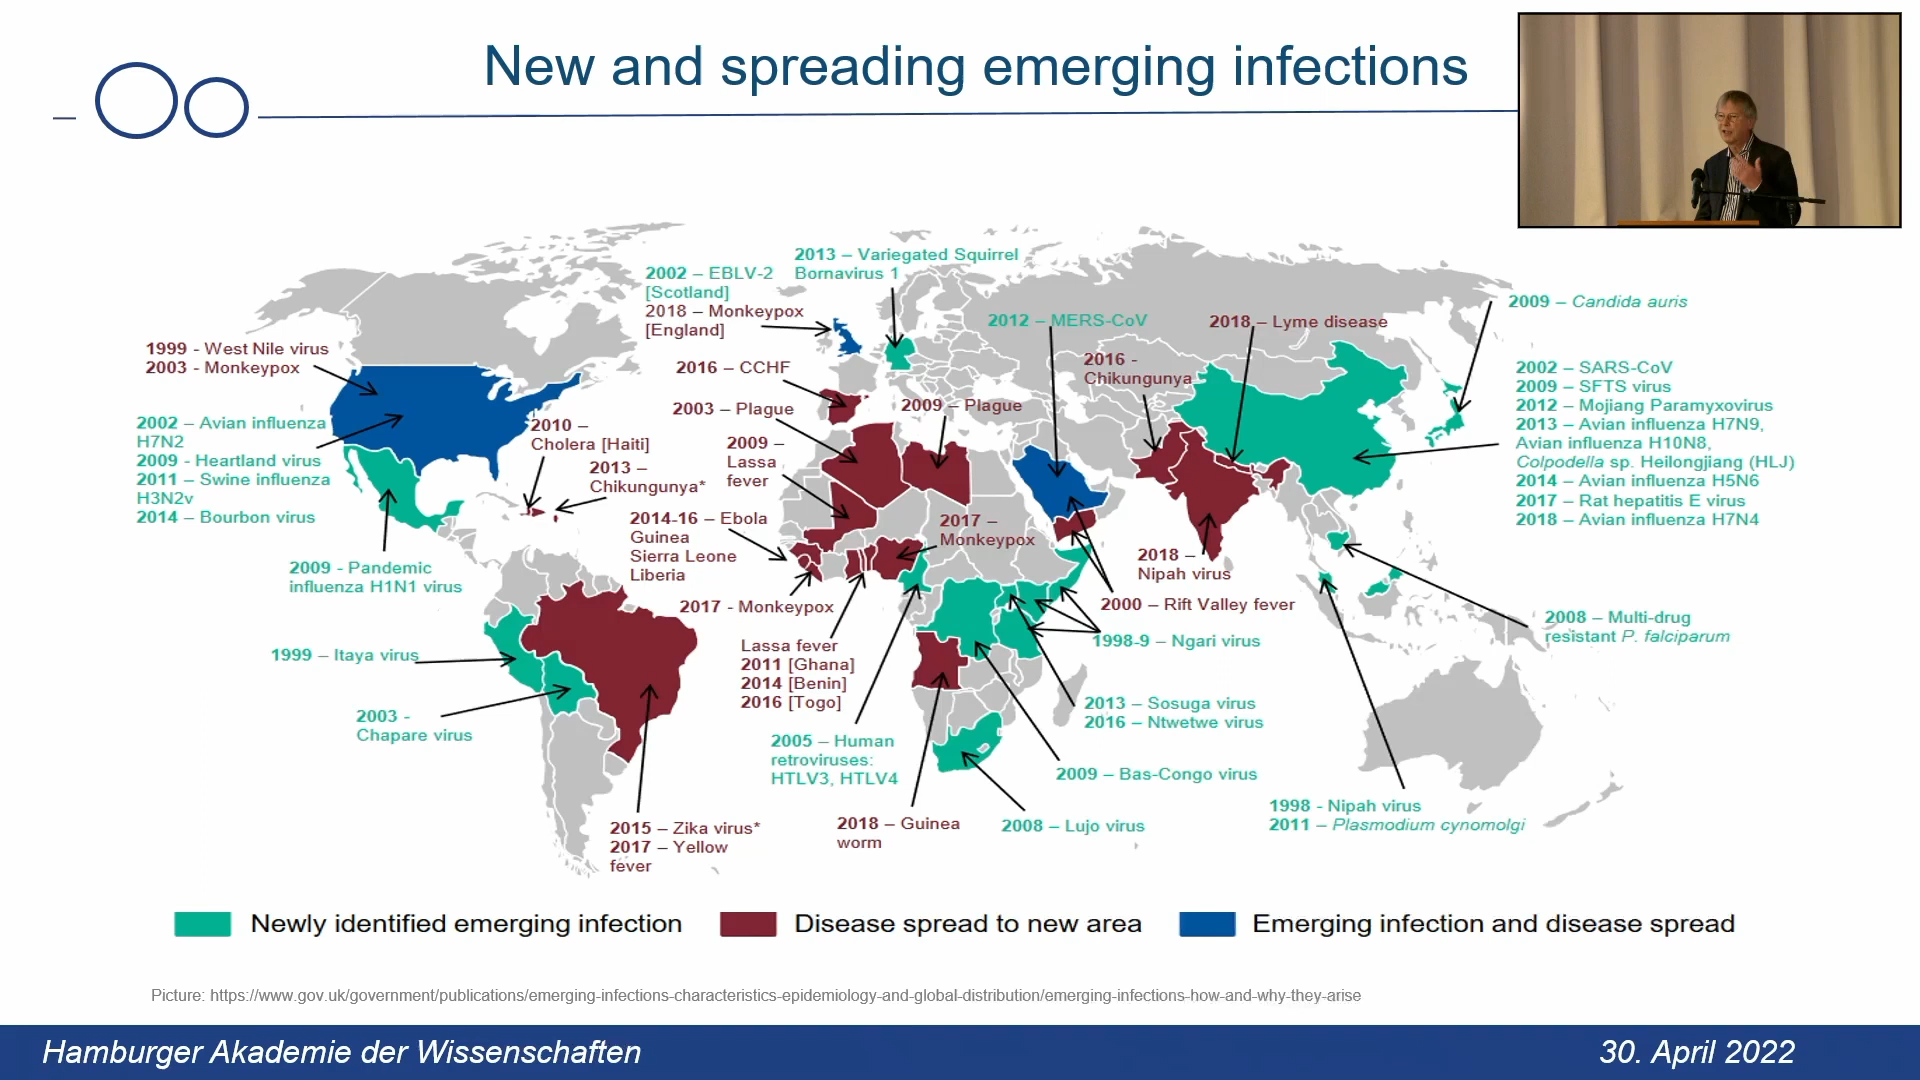 New and spreading emerging infections
2013 – Variegated Squirrel
Bornavirus 1
2002 – EBLV-2
[Scotland]
2018 – Monkeypox
[England]
2012 – MERS-CoV
2018 – Lyme disease
2009 – Candida auris
1999 - West Nile virus
2003 - Monkeypox
2016 – CCHF
2016 -
Chikungunya
2002 – SARS-CoV
2009 – SFTS virus
2012 – Mojiang Paramyxovirus
2013 – Avian influenza H7N9,
Avian influenza H10N8,
Colpodella sp. Heilongjiang (HLJ)
2014 – Avian influenza H5N6
2017 – Rat hepatitis E virus
2018 – Avian influenza H7N4
2003 – Plague
2009 – Plague
2002 – Avian influenza
H7N2
2009 - Heartland virus
2011 – Swine influenza
H3N2v
2014 – Bourbon virus
2010 –
Cholera [Haiti]
2009 –
Lassa
fever
2013 –
Chikungunya*
2014-16 – Ebola
Guinea
Sierra Leone
Liberia
2017 –
Monkeypox
2018 –
Nipah virus
2009 - Pandemic
influenza H1N1 virus
2017 - Monkeypox
2000 – Rift Valley fever
2008 – Multi-drug
resistant P. falciparum
1998-9 – Ngari virus
1999 – Itaya virus
Lassa fever
2011 [Ghana]
2014 [Benin]
2016 [Togo]
2013 – Sosuga virus
2016 – Ntwetwe virus
2003 -
Chapare virus
2005 – Human
retroviruses:
HTLV3, HTLV4
2009 – Bas-Congo virus
1998 - Nipah virus
2011 – Plasmodium cynomolgi
2015 – Zika virus*
2017 – Yellow
fever
2018 – Guinea
worm
2008 – Lujo virus
Newly identified emerging infection
Disease spread to new area
Emerging infection and disease spread
Picture: https://www.gov.uk/government/publications/emerging-infections-characteristics-epidemiology-and-global-distribution/emerging-infections-how-and-why-they-arise
Hamburger Akademie der Wissenschaften
30. April 2022